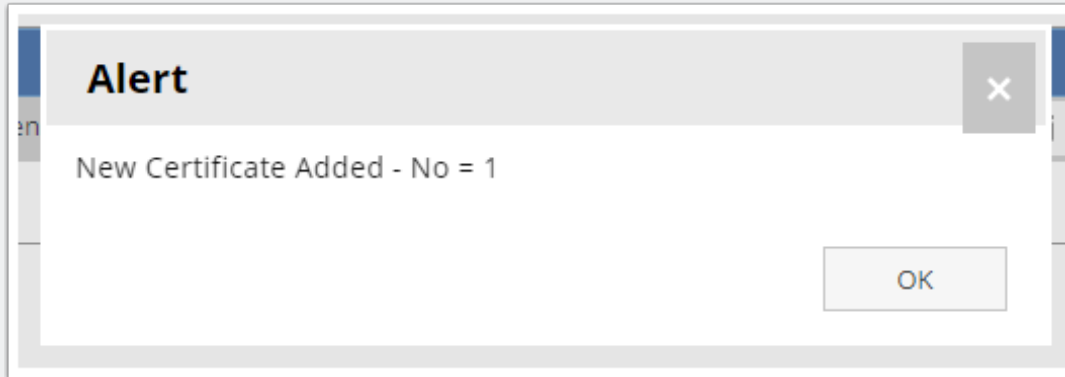 Alert
New Certificate Added - No = 1
OK